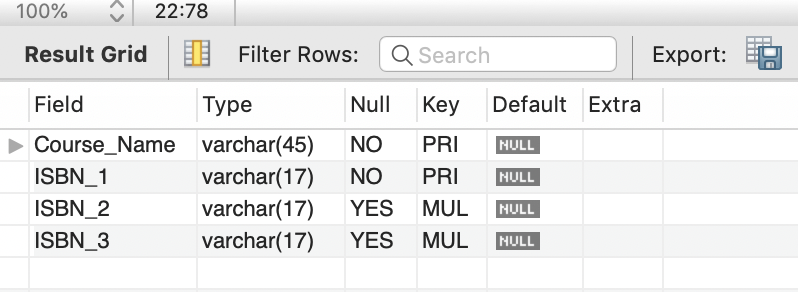 100% 22:78
Result Grid Filter Rows: Search Export:
Field Type Null Key Default Extra
Course_Name varchar(45) NO PRI NULL
ISBN_1 varchar(17) NO PRI NULL
ISBN_2 varchar(17) YES MUL NULL
ISBN_3 varchar(17) YES MUL NULL